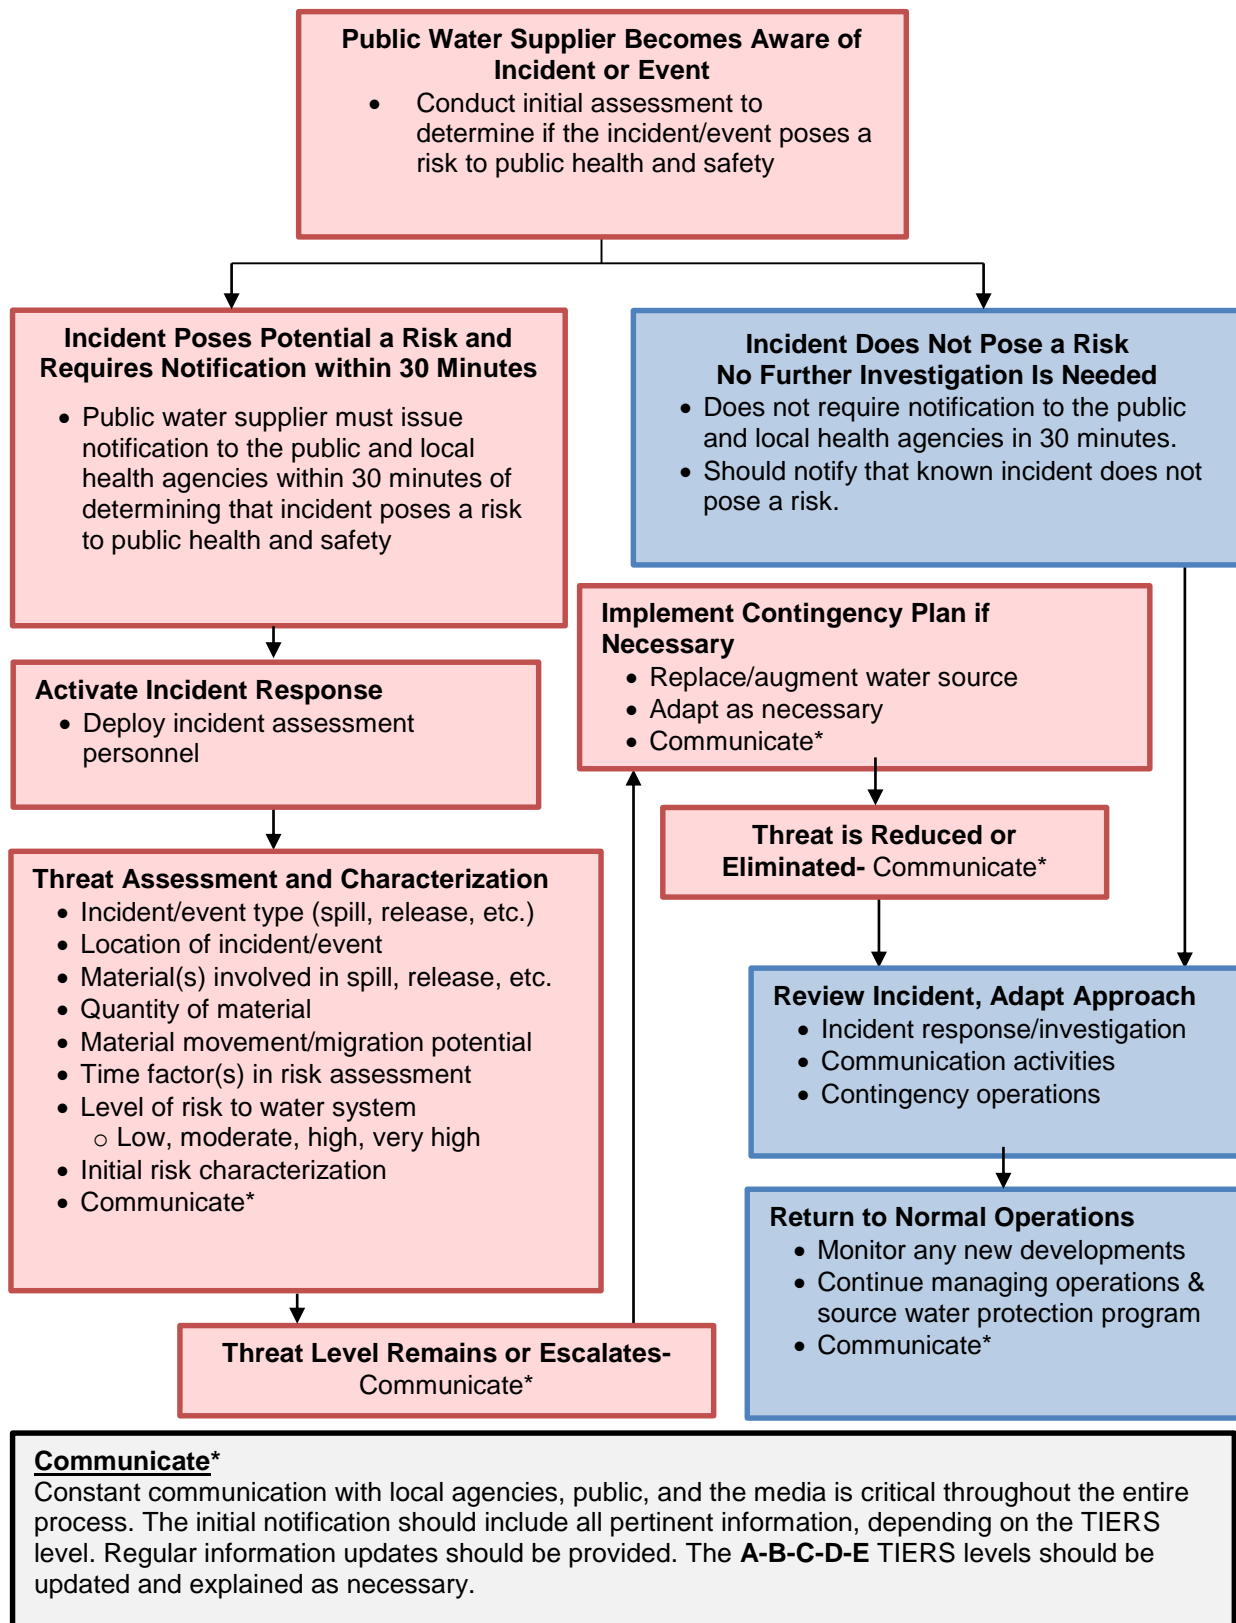 Public Water Supplier Becomes Aware of
Incident or Event
• Conduct initial assessment to
determine if the incident/event poses a
risk to public health and safety
Incident Poses Potential a Risk and
Requires Notification within 30 Minutes
• Public water supplier must issue
notification to the public and local
health agencies within 30 minutes of
determining that incident poses a risk
to public health and safety
Incident Does Not Pose a Risk
No Further Investigation Is Needed
• Does not require notification to the public
and local health agencies in 30 minutes.
• Should notify that known incident does not
pose a risk.
Activate Incident Response
• Deploy incident assessment
personnel
Threat Assessment and Characterization
• Incident/event type (spill, release, etc.)
• Location of incident/event
• Material(s) involved in spill, release, etc.
• Quantity of material
• Material movement/migration potential
• Time factor(s) in risk assessment
• Level of risk to water system
o Low, moderate, high, very high
• Initial risk characterization
• Communicate*
Threat Level Remains or Escalates-
Communicate*
Implement Contingency Plan if
Necessary
• Replace/augment water source
• Adapt as necessary
• Communicate*
Threat is Reduced or
Eliminated- Communicate*
Review Incident, Adapt Approach
• Incident response/investigation
• Communication activities
• Contingency operations
Return to Normal Operations
• Monitor any new developments
• Continue managing operations &
source water protection program
• Communicate*
Communicate*
Constant communication with local agencies, public, and the media is critical throughout the entire
process. The initial notification should include all pertinent information, depending on the TIERS
level. Regular information updates should be provided. The A-B-C-D-E TIERS levels should be
updated and explained as necessary.